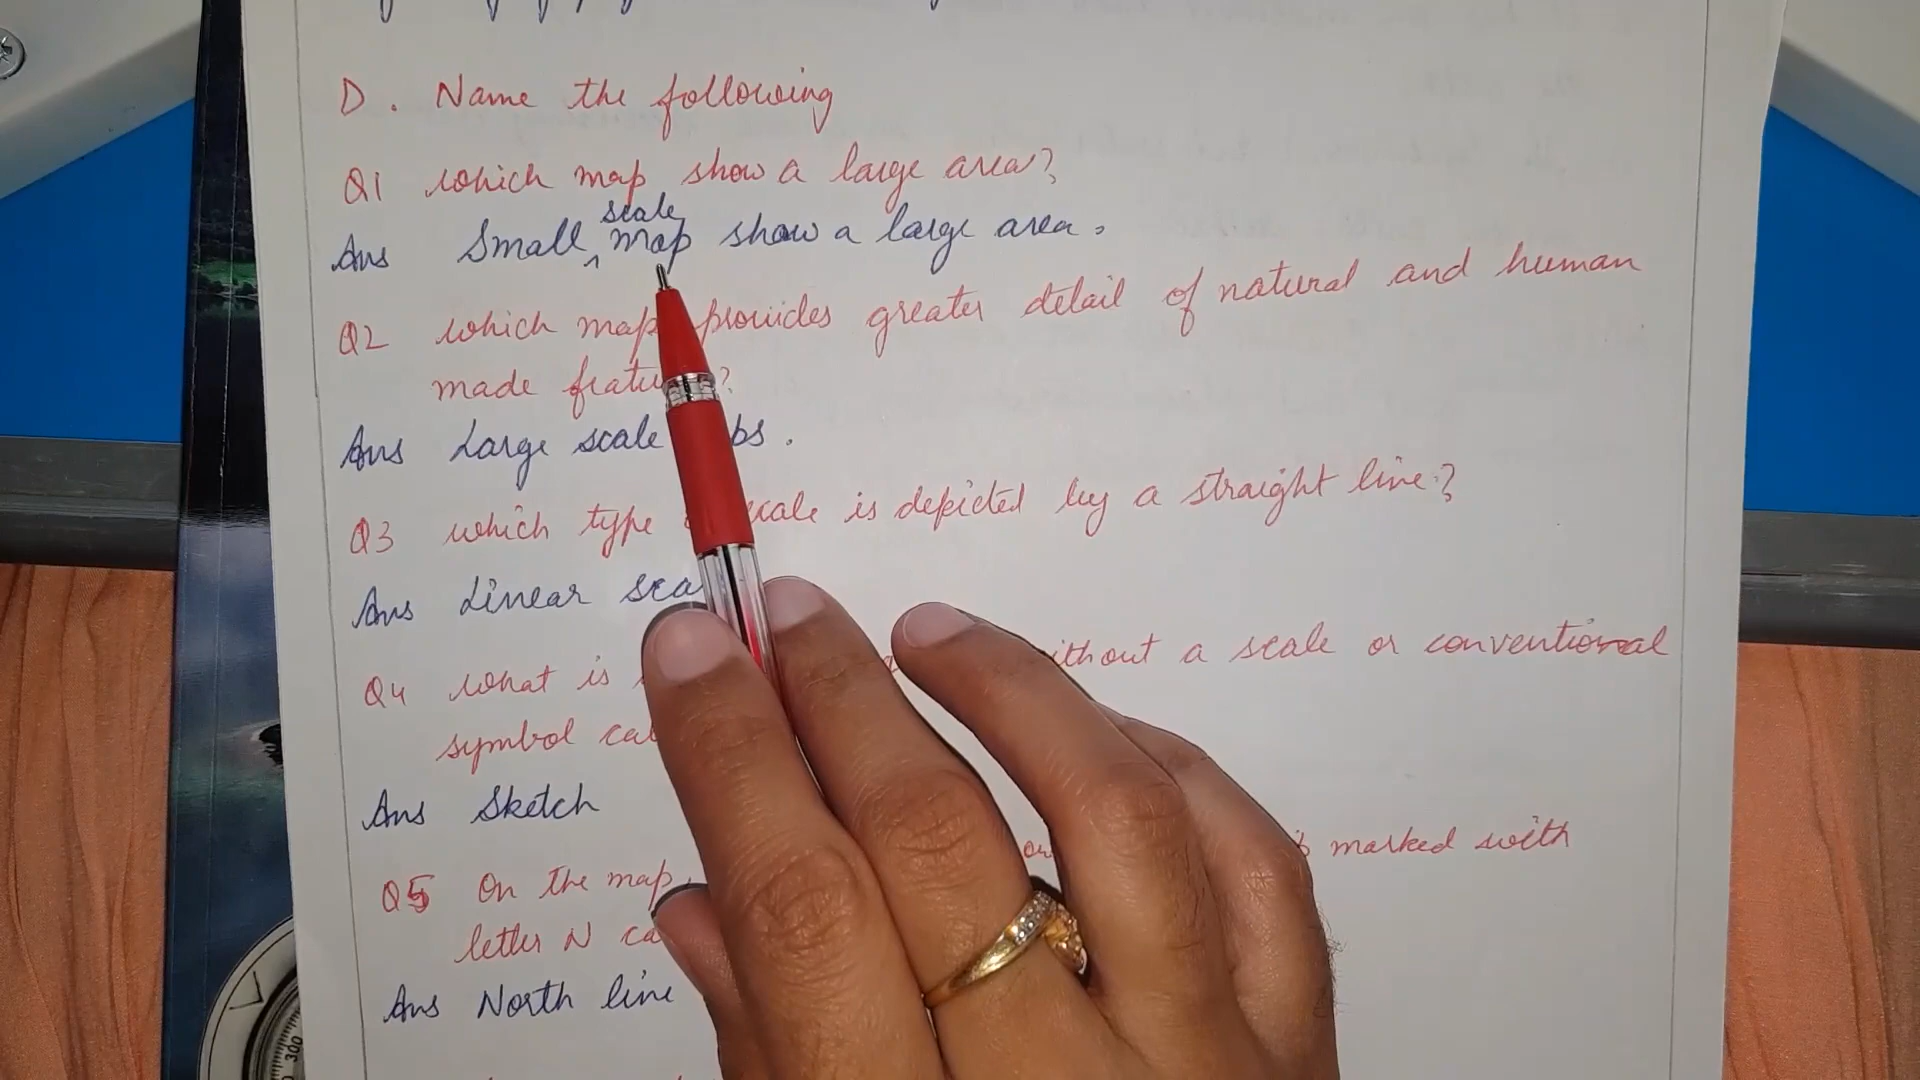 D. Name the following
Q1 which map show a large area?
Ans Small scale map show a large area.
Q2 which map provides greater detail of natural and human
made
Ans Large scale
Q3 which type scale is depicted by a straight line?
Ans Linear
Q4 what is without a scale or conventional
symbol
Ans Sketch
Q5 On the map, marked with
letter N
Ans North line
300